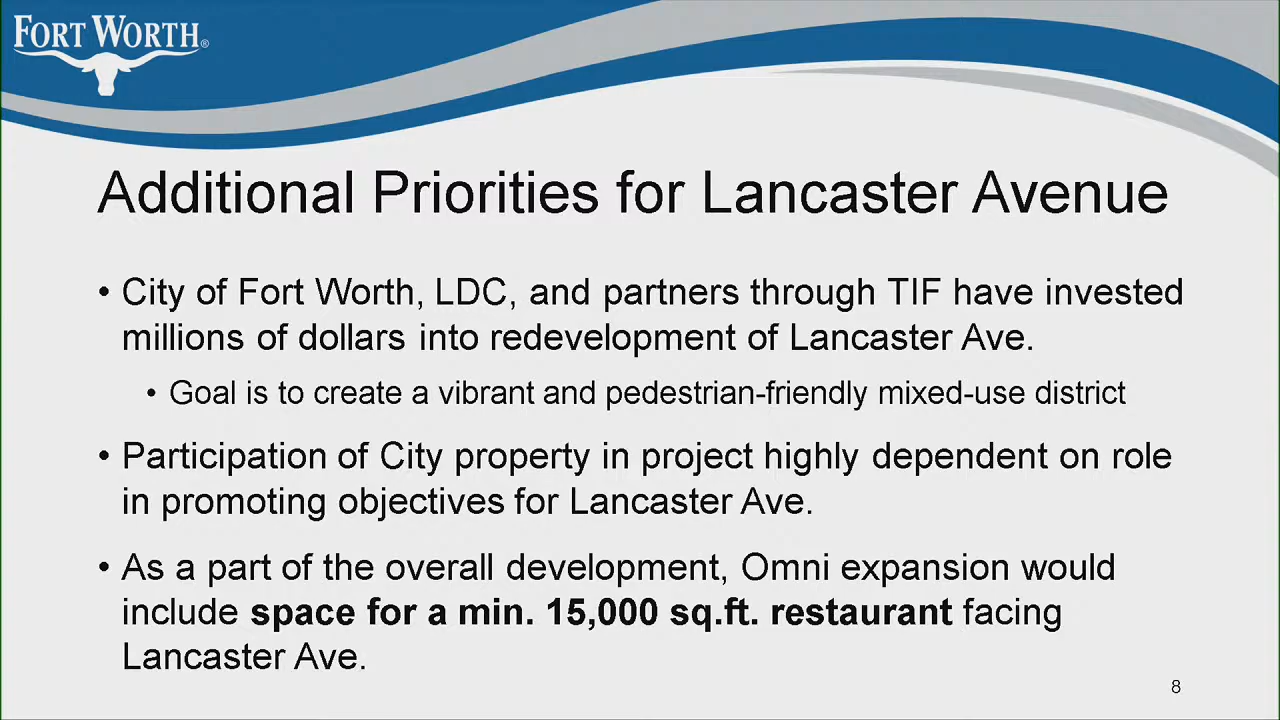 FORT WORTH®
Additional Priorities for Lancaster Avenue
• City of Fort Worth, LDC, and partners through TIF have invested
millions of dollars into redevelopment of Lancaster Ave.
• Goal is to create a vibrant and pedestrian-friendly mixed-use district
• Participation of City property in project highly dependent on role
in promoting objectives for Lancaster Ave.
• As a part of the overall development, Omni expansion would
include space for a min. 15,000 sq.ft. restaurant facing
Lancaster Ave.
8